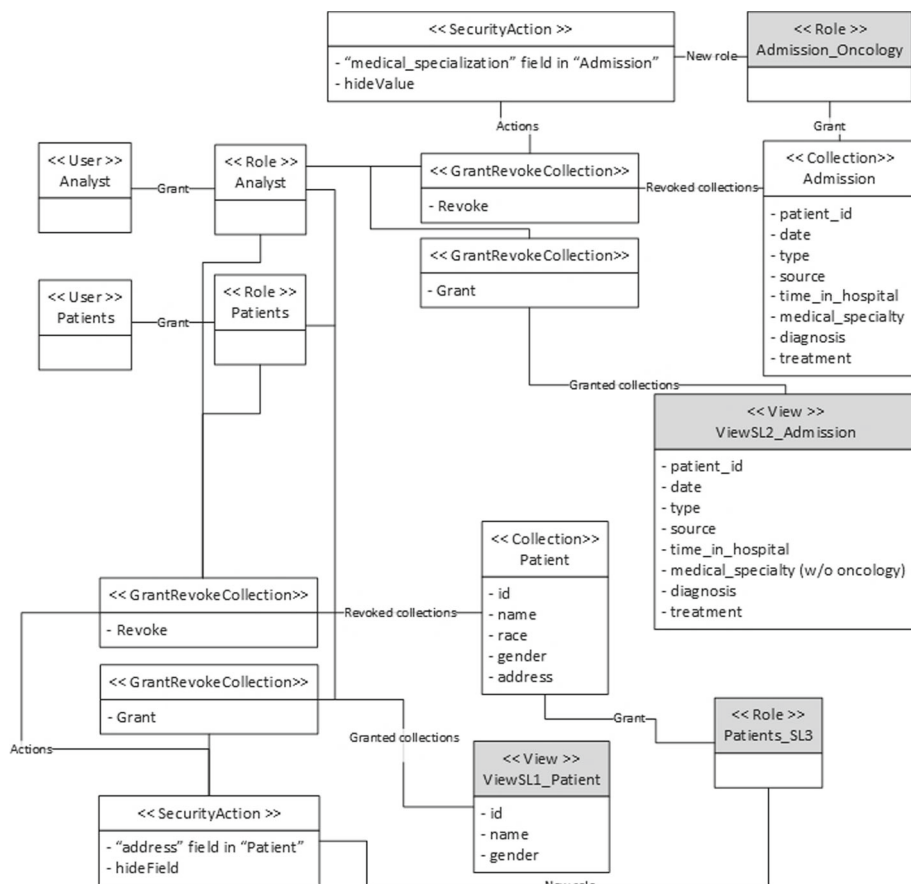 << SecurityAction >>
- “medical_specialization” field in “Admission”
- hideValue
New role
<< Role >>
Admission_Oncology
Actions
Grant
<< User >>
Analyst
Grant
<< Role >>
Analyst
<< GrantRevokeCollection>>
- Revoke
Revoked collections
<< Collection>>
Admission
- patient_id
- date
- type
- source
- time_in_hospital
- medical_specialty
- diagnosis
- treatment
<< GrantRevokeCollection>>
- Grant
<< User >>
Patients
Grant
<< Role >>
Patients
Granted collections
<< View >>
ViewSL2_Admission
- patient_id
- date
- type
- source
- time_in_hospital
- medical_specialty (w/o oncology)
- diagnosis
- treatment
<< Collection>>
Patient
- id
- name
- race
- gender
- address
<< GrantRevokeCollection>>
- Revoke
Revoked collections
<< GrantRevokeCollection>>
- Grant
Grant
<< Role >>
Patients_SL3
Actions
Granted collections
<< View >>
ViewSL1_Patient
- id
- name
- gender
<< SecurityAction >>
- “address” field in “Patient”
- hideField
New role